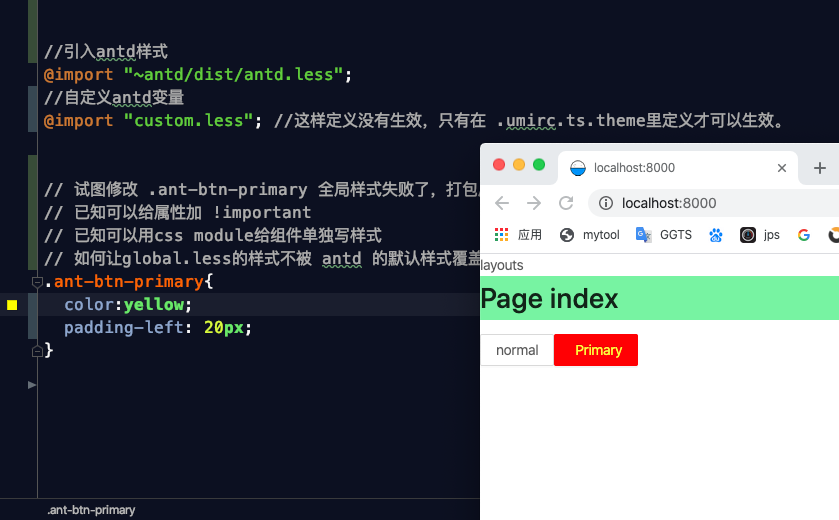 //引入antd样式
@import "~antd/dist/antd.less";
//自定义antd变量
@import "custom.less"; //这样定义没有生效，只有在 .umirc.ts.theme里定义才可以生效。
// 试图修改 .ant-btn-primary 全局样式失败了，打包
// 已知可以给属性加 !important
// 已知可以用css module给组件单独写样式
// 如何让global.less的样式不被 antd 的默认样式覆盖
.ant-btn-primary{
color:yellow;
padding-left: 20px;
}
.ant-btn-primary
localhost:8000
localhost:8000
应用 mytool GGTS jps
layouts
Page index
normal Primary